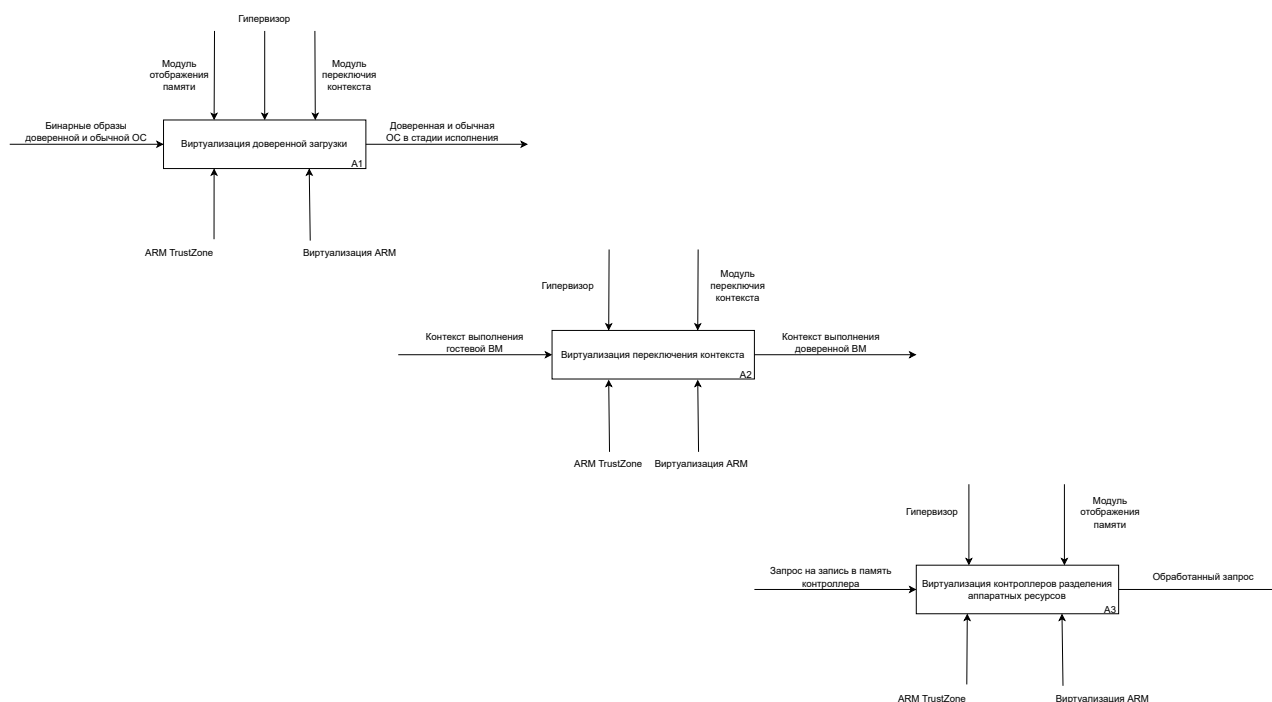 Гипервизор
Модуль
отображения
памяти
Модуль
переключия
контекста
Бинарные образы
доверенной и обычной ОС
Виртуализация доверенной загрузки
A1
Доверенная и обычная
ОС в стадии исполнения
ARM TrustZone
Виртуализация ARM
Гипервизор
Модуль
переключия
контекста
Контекст выполнения
гостевой ВМ
Виртуализация переключения контекста
A2
Контекст выполнения
доверенной ВМ
ARM TrustZone
Виртуализация ARM
Гипервизор
Модуль
отображения
памяти
Запрос на запись в память
контроллера
Виртуализация контроллеров разделения
аппаратных ресурсов
A3
Обработанный запрос
ARM TrustZone
Виртуализация ARM